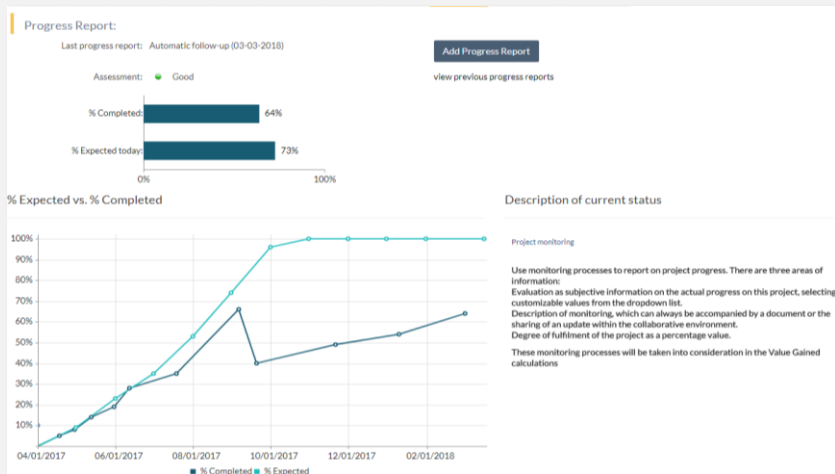 Progress Report:
Last progress report: Automatic follow-up (03-03-2018)
Add Progress Report
Assessment: Good
view previous progress reports
% Completed: 64%
% Expected today: 73%
0% 100%
% Expected vs. % Completed
Description of current status
100%
90%
80%
70%
60%
50%
40%
30%
20%
10%
04/01/2017 06/01/2017 08/01/2017 10/01/2017 12/01/2017 02/01/2018
% Completed % Expected
Project monitoring
Use monitoring processes to report on project progress. There are three areas of
information:
Evaluation as subjective information on the actual progress on this project, selecting
customizable values from the dropdown list.
Description of monitoring, which can always be accompanied by a document or the
sharing of an update within the collaborative environment.
Degree of fulfilment of the project as a percentage value.
These monitoring processes will be taken into consideration in the Value Gained
calculations